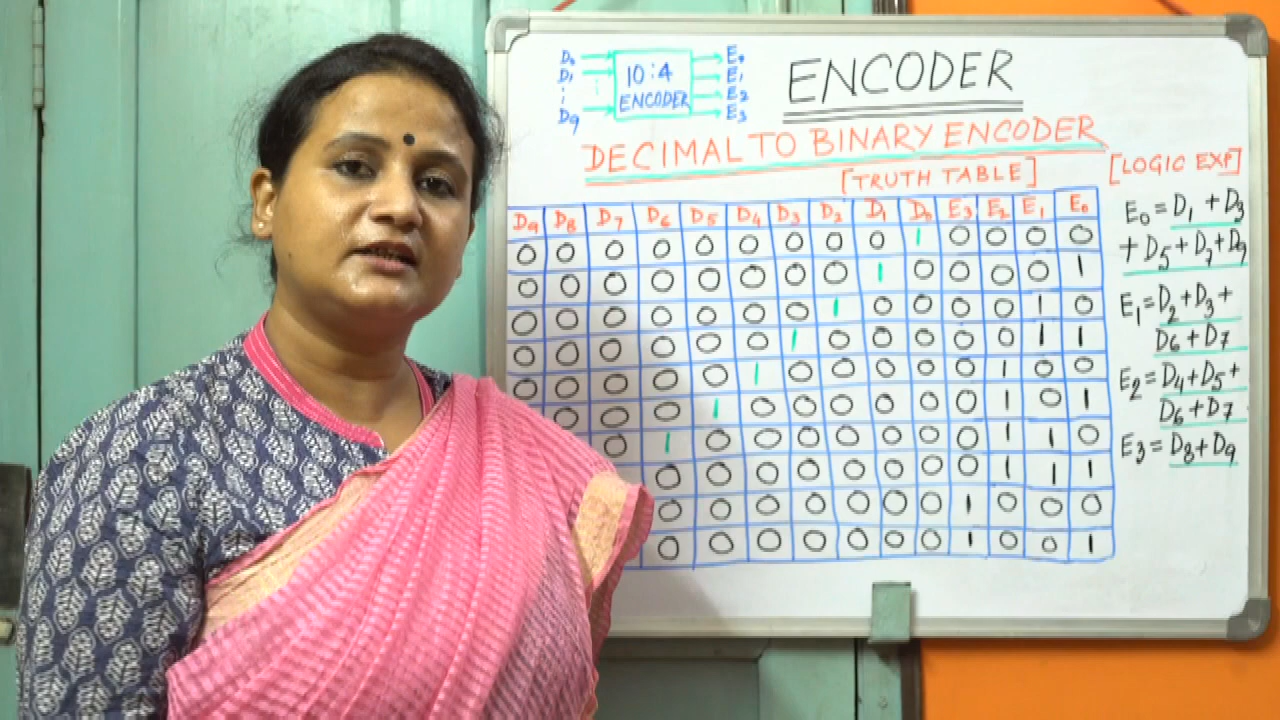 D₀
D₁
⋮
D₉
10:4
ENCODER
E₀
E₁
E₂
E₃
ENCODER
DECIMAL TO BINARY ENCODER
[TRUTH TABLE]
D₉ D₈ D₇ D₆ D₅ D₄ D₃ D₂ D₁ D₀ E₃ E₂ E₁ E₀
0 0 0 0 0 0 0 0 0 1 0 0 0 0
0 0 0 0 0 0 0 0 1 0 0 0 0 1
0 0 0 0 0 0 0 1 0 0 0 0 1 0
0 0 0 0 0 0 1 0 0 0 0 0 1 1
0 0 0 0 0 1 0 0 0 0 0 1 0 0
0 0 0 1 0 0 0 0 0 0 1 0 1
0 1 0 0 0 0 0 0 0 1 1 0
0 0 0 0 0 0 0 0 1 1 1
0 0 0 0 0 0 0 1 0 0 0
0 0 0 0 0 0 0 1 0 0 1
[LOGIC EXP]
E₀ = D₁ + D₃
+ D₅ + D₇ + D₉
E₁ = D₂ + D₃ +
D₆ + D₇
E₂ = D₄ + D₅ +
D₆ + D₇
E₃ = D₈ + D₉